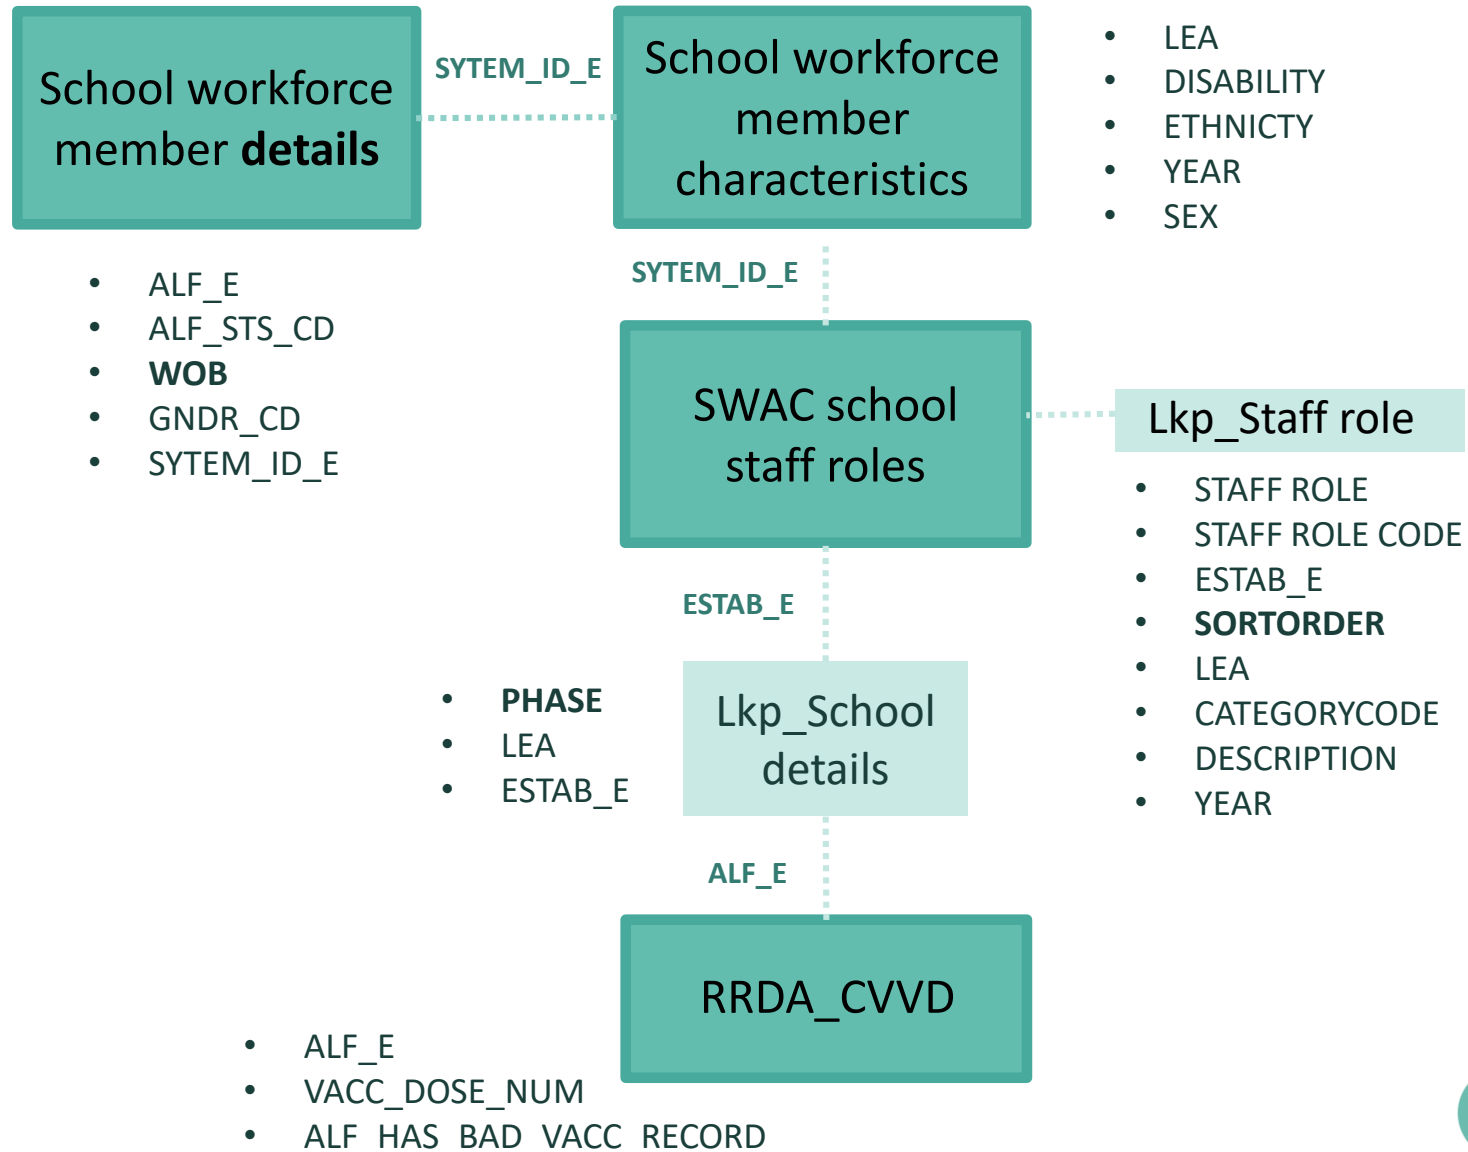 School workforce
member details
SYTEM_ID_E
School workforce
member
characteristics
• LEA
• DISABILITY
• ETHNICTY
• YEAR
• SEX
• ALF_E
• ALF_STS_CD
• WOB
• GNDR_CD
• SYTEM_ID_E
SYTEM_ID_E
SWAC school
staff roles
Lkp_Staff role
• STAFF ROLE
• STAFF ROLE CODE
• ESTAB_E
• SORTORDER
• LEA
• CATEGORYCODE
• DESCRIPTION
• YEAR
ESTAB_E
• PHASE
• LEA
• ESTAB_E
Lkp_School
details
ALF_E
RRDA_CVVD
• ALF_E
• VACC_DOSE_NUM
• ALF_HAS_BAD_VACC_RECORD